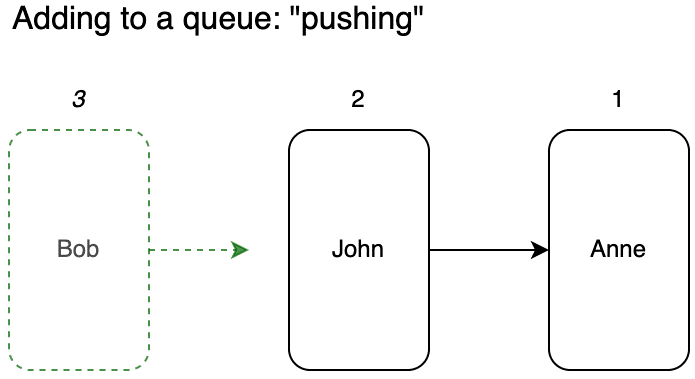 Adding to a queue: "pushing"
3 2 1
Bob John Anne